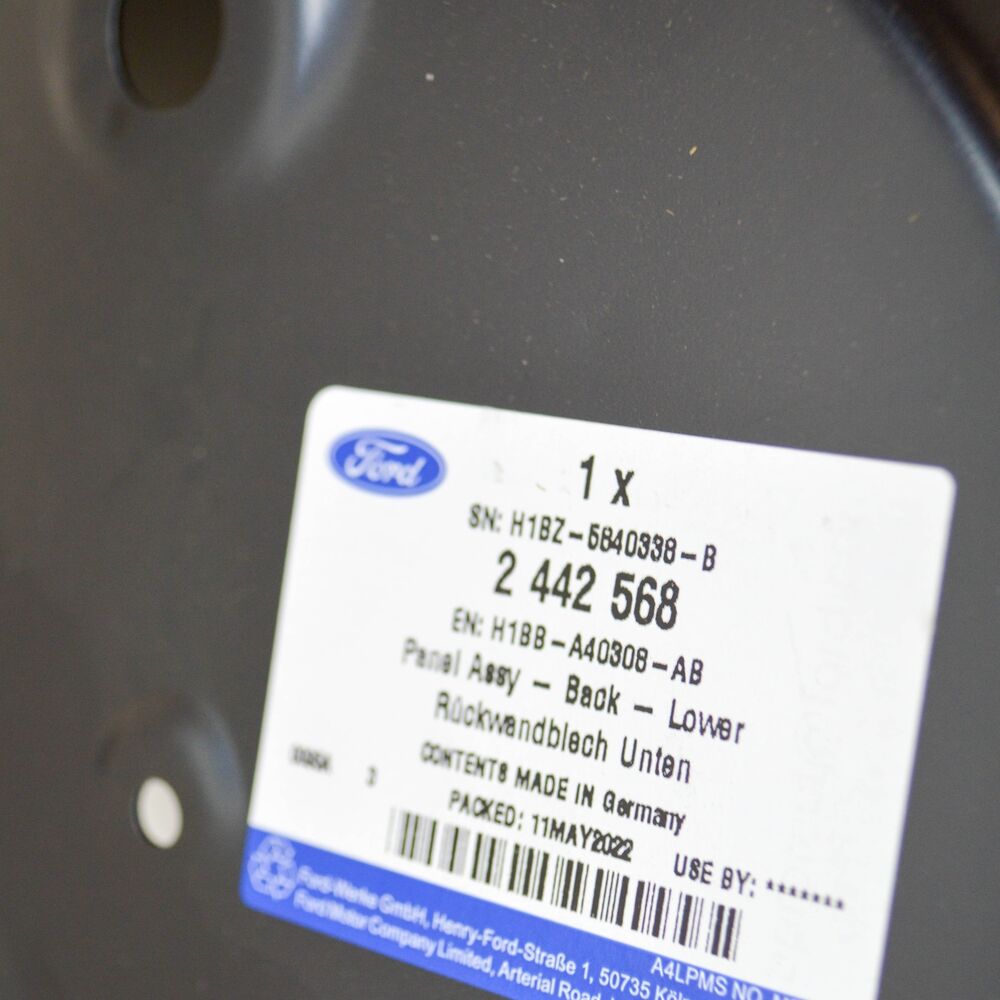 Ford
1 X
SN: H1BZ-5840338-B
2 442 568
EN: H1BB-A40308-AB
Panel Assy - Back - Lower
Rückwandblech Unten
3
CONTENTS MADE IN Germany
PACKED: 11MAY2022
USE BY: *******
Ford-Werke GmbH, Henry-Ford-Straße 1, 50735 Köln
Ford Motor Company Limited, Arterial Road,
A4LPMS NO.